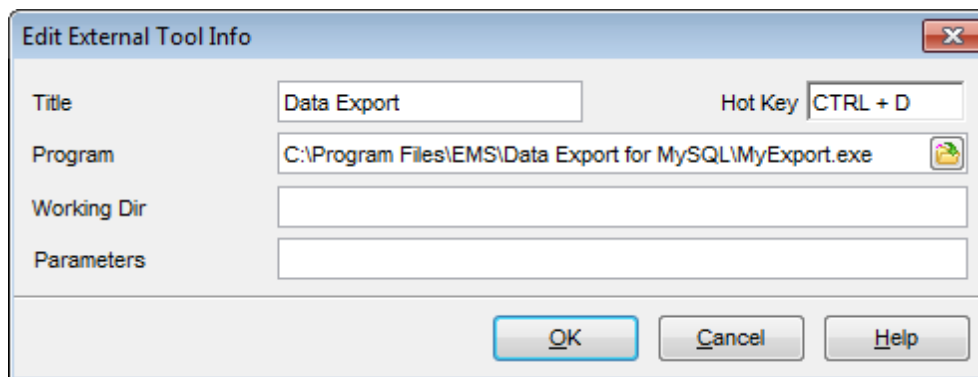 Edit External Tool Info
Title Data Export Hot Key CTRL + D
Program C:\Program Files\EMS\Data Export for MySQL\MyExport.exe
Working Dir
Parameters
OK Cancel Help